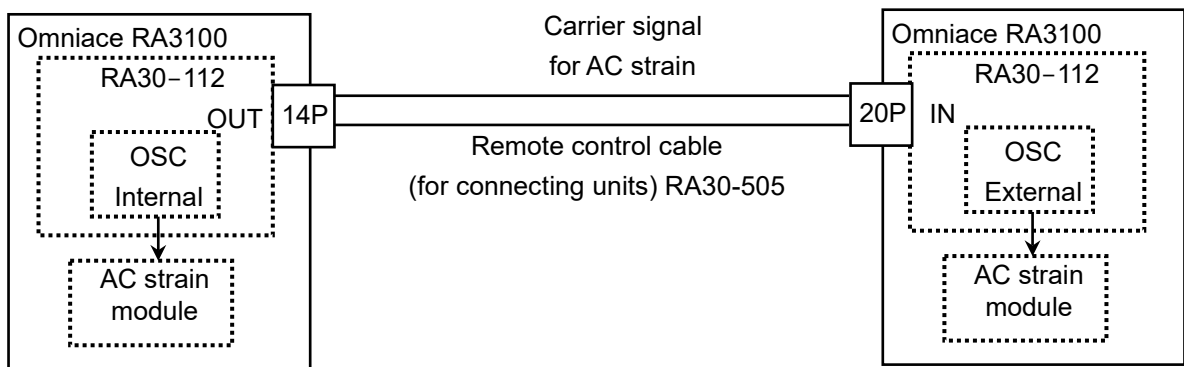 Omniace RA3100
RA30−112
OUT
14P
OSC
Internal
AC strain
module
Carrier signal
for AC strain
Remote control cable
(for connecting units) RA30-505
Omniace RA3100
RA30−112
20P
IN
OSC
External
AC strain
module